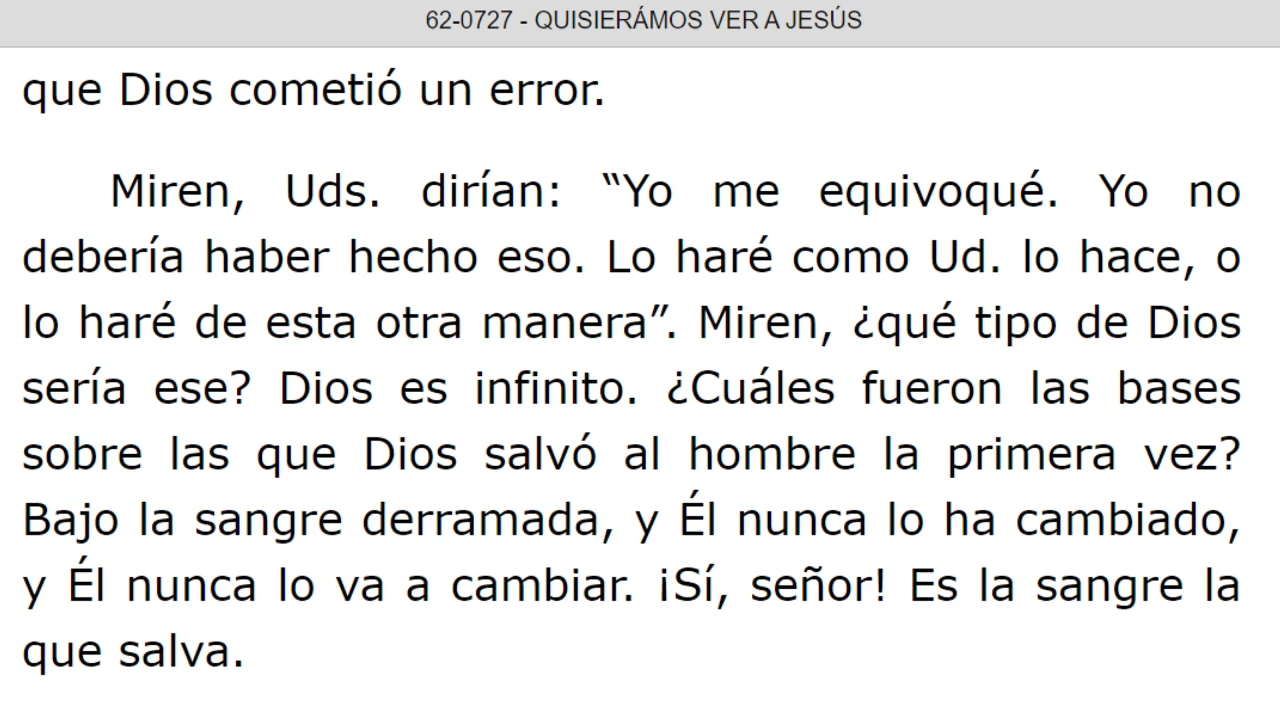 62-0727 - QUISIERÁMOS VER A JESÚS
que Dios cometió un error.
Miren, Uds. dirían: “Yo me equivoqué. Yo no
debería haber hecho eso. Lo haré como Ud. lo hace, o
lo haré de esta otra manera”. Miren, ¿qué tipo de Dios
sería ese? Dios es infinito. ¿Cuáles fueron las bases
sobre las que Dios salvó al hombre la primera vez?
Bajo la sangre derramada, y Él nunca lo ha cambiado,
y Él nunca lo va a cambiar. ¡Sí, señor! Es la sangre la
que salva.